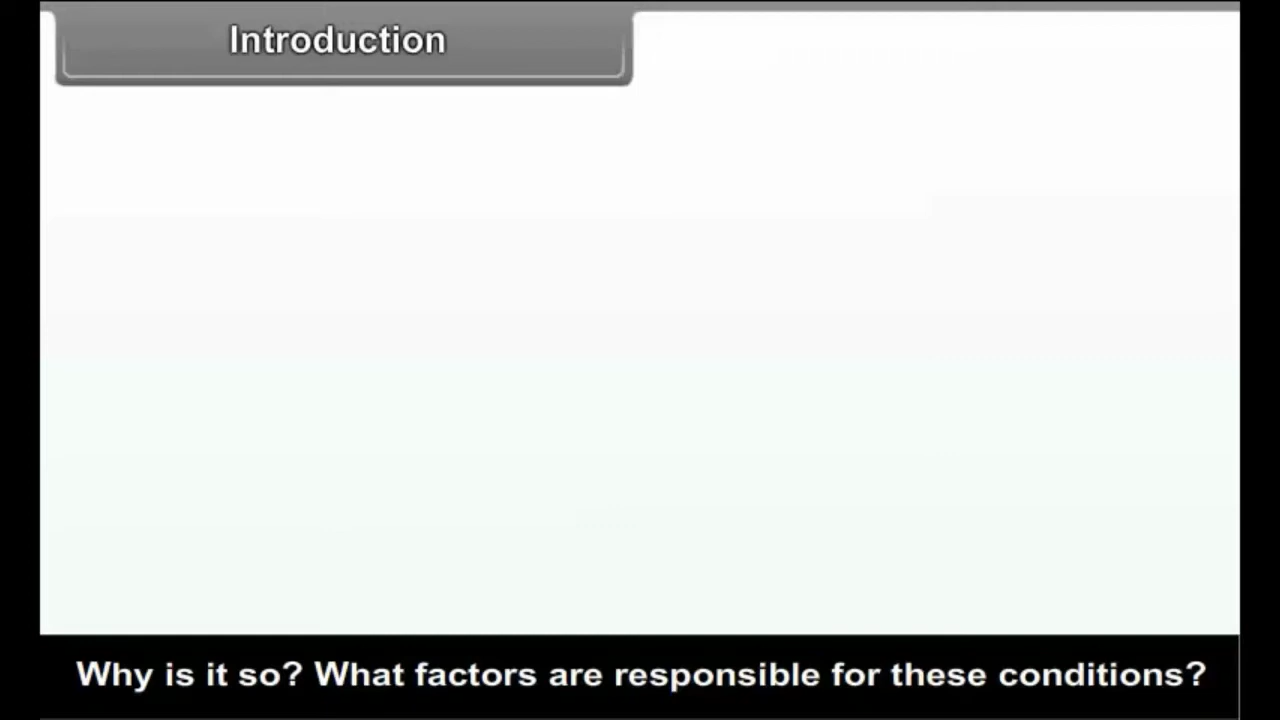 Introduction
Why is it so? What factors are responsible for these conditions?